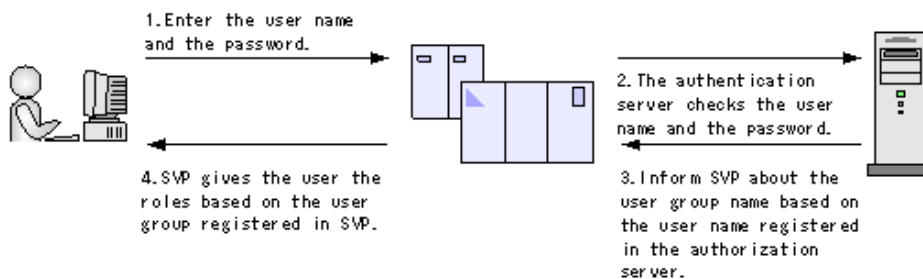 1.Enter the user name
and the password.
2.The authentication
server checks the user
name and the password.
3.Inform SVP about the
user group name based on
the user name registered
in the authorization
server.
4.SVP gives the user the
roles based on the user
group registered in SVP.